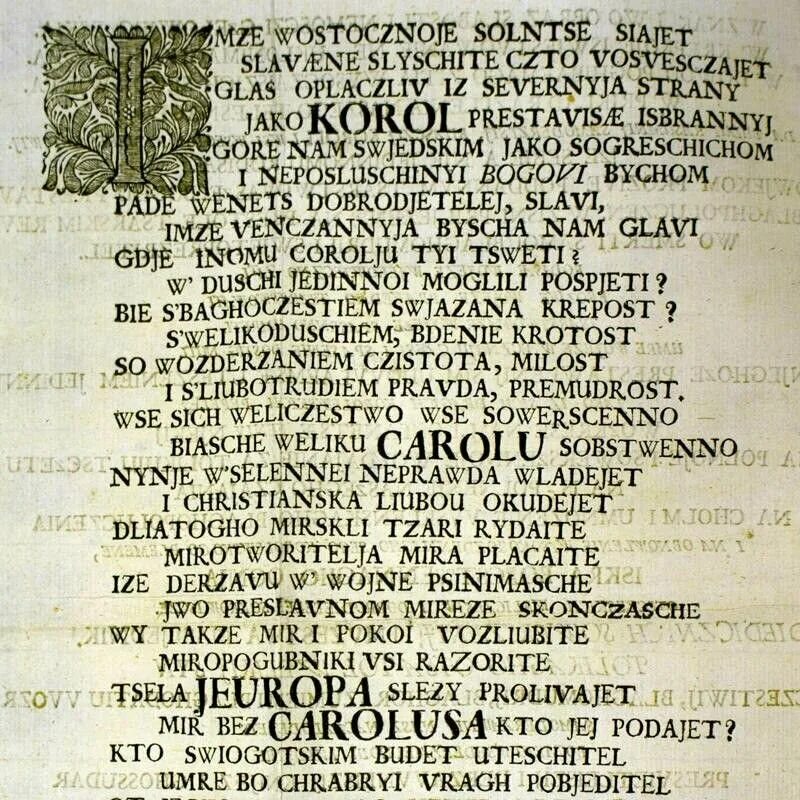 IMZE WOSTOCZNOJE SOLNTSE SIAJET
SLAVÆNE SLYSCHITE CZTO VOSVESCZAJET
GLAS OPLACZLIV IZ SEVERNYJA STRANY
JAKO KOROL PRESTAVISÆ ISBRANNYJ
GORE NAM SWJEDSKIM JAKO SOGRESCHICHOM
I NEPOSLUSCHINYI BOGOVI BYCHOM
PADE WENETS DOBRODJETELEJ, SLAVI,
IMZE VENCZANNYJA BYSCHA NAM GLAVI
GDJE INOMU COROLJU TYI TSWETI?
W' DUSCHI JEDINNOI MOGLILI POSPJETI?
BIE S'BAGHOCZESTIEM SWJAZANA KREPOST?
S'WELIKODUSCHIEM, BDENIE KROTOST
SO WOZDERZANIEM CZISTOTA, MILOST
I S'LIUBOTRUDIEM PRAVDA, PREMUDROST.
WSE SICH WELICZESTWO WSE SOWERSCENNO
BIASCHE WELIKU CAROLU SOBSTWENNO
NYNJE W'SELENNEI NEPRAWDA WLADEJET
I CHRISTIANSKA LIUBOU OKUDEJET
DLIATOGHO MIRSKLI TZARI RYDAITE
MIROTWORITELJA MIRA PLACAITE
IZE DERZAVU W' WOJNE PSINIMASCHE
JWO PRESLAVNOM MIREZE SKONCZASCHE
WY TAKZE MIR I POKOI VOZLIUBITE
MIROPOGUBNIKI VSI RAZORITE
TSELA JEUROPA SLEZY PROLIVAJET
MIR BEZ CAROLUSA KTO JEJ PODAJET?
KTO SWIOGOTSKIM BUDET UTESCHITEL
UMRE BO CHRABRYI VRAGH POBJEDITEL